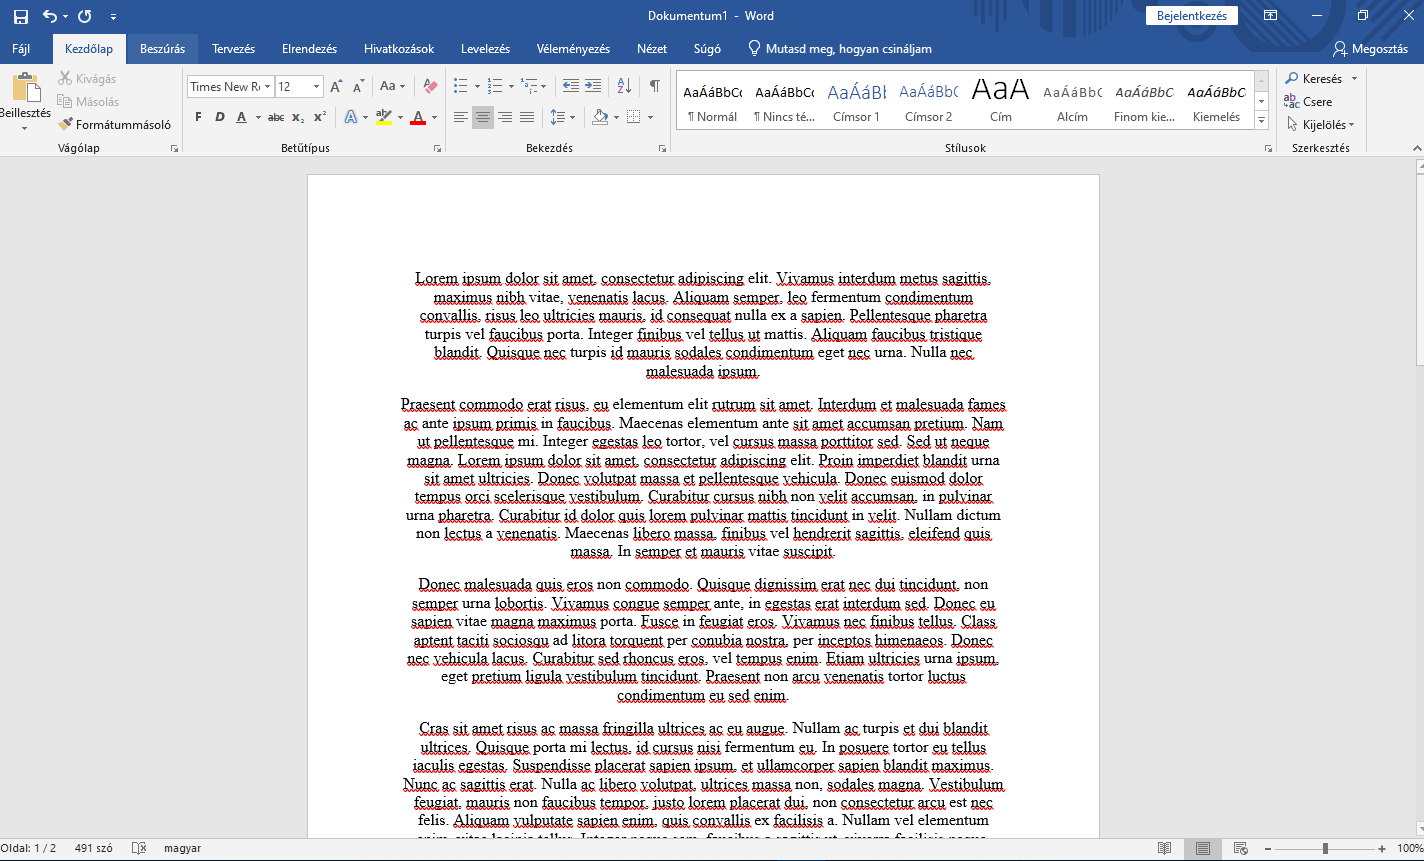 Dokumentum1 - Word
Bejelentkezés
Fájl Kezdőlap Beszúrás Tervezés Elrendezés Hivatkozások Levelezés Véleményezés Nézet Súgó Mutasd meg, hogyan csináljam Megosztás
Beillesztés
Kivágás
Másolás
Formátummásoló
Vágólap
Times New R 12
Aa
F D A abc x₂ x² A aby A
Betűtípus
Bekezdés
AaÁáBbCc AaÁáBbCc AaÁáBbC AaÁáBbC AaA AaÁáBbC AaÁáBbC AaÁáBbC
¶ Normál ¶ Nincs té... Címsor 1 Címsor 2 Cím Alcím Finom kie... Kiemelés
Stílusok
Keresés
Csere
Kijelölés
Szerkesztés
Lorem ipsum dolor sit amet, consectetur adipiscing elit. Vivamus interdum metus sagittis,
maximus nibh vitae, venenatis lacus. Aliquam semper, leo fermentum condimentum
convallis, risus leo ultricies mauris, id consequat nulla ex a sapien. Pellentesque pharetra
turpis vel faucibus porta. Integer finibus vel tellus ut mattis. Aliquam faucibus tristique
blandit. Quisque nec turpis id mauris sodales condimentum eget nec urna. Nulla nec
malesuada ipsum.
Praesent commodo erat risus, eu elementum elit rutrum sit amet. Interdum et malesuada fames
ac ante ipsum primis in faucibus. Maecenas elementum ante sit amet accumsan pretium. Nam
ut pellentesque mi. Integer egestas leo tortor, vel cursus massa porttitor sed. Sed ut neque
magna. Lorem ipsum dolor sit amet, consectetur adipiscing elit. Proin imperdiet blandit urna
sit amet ultricies. Donec volutpat massa et pellentesque vehicula. Donec euismod dolor
tempus orci scelerisque vestibulum. Curabitur cursus nibh non velit accumsan, in pulvinar
urna pharetra. Curabitur id dolor quis lorem pulvinar mattis tincidunt in velit. Nullam dictum
non lectus a venenatis. Maecenas libero massa, finibus vel hendrerit sagittis, eleifend quis
massa. In semper et mauris vitae suscipit.
Donec malesuada quis eros non commodo. Quisque dignissim erat nec dui tincidunt, non
semper urna lobortis. Vivamus congue semper ante, in egestas erat interdum sed. Donec eu
sapien vitae magna maximus porta. Fusce in feugiat eros. Vivamus nec finibus tellus. Class
aptent taciti sociosqu ad litora torquent per conubia nostra, per inceptos himenaeos. Donec
nec vehicula lacus. Curabitur sed rhoncus eros, vel tempus enim. Etiam ultricies urna ipsum,
eget pretium ligula vestibulum tincidunt. Praesent non arcu venenatis tortor luctus
condimentum eu sed enim.
Cras sit amet risus ac massa fringilla ultrices ac eu augue. Nullam ac turpis et dui blandit
ultrices. Quisque porta mi lectus, id cursus nisi fermentum eu. In posuere tortor eu tellus
iaculis egestas. Suspendisse placerat sapien ipsum, et ullamcorper sapien blandit maximus.
Nunc ac sagittis erat. Nulla ac libero volutpat, ultrices massa non, sodales magna. Vestibulum
feugiat, mauris non faucibus tempor, justo lorem placerat dui, non consectetur arcu est nec
felis. Aliquam vulputate sapien enim, quis convallis ex facilisis a. Nullam vel elementum
Oldal: 1 / 2 491 szó magyar 100%